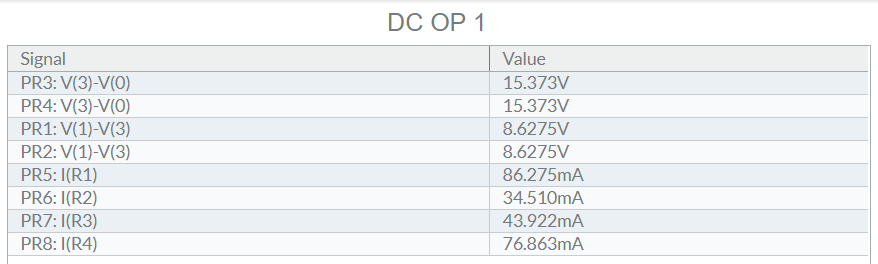 DC OP 1
Signal Value
PR3: V(3)-V(0) 15.373V
PR4: V(3)-V(0) 15.373V
PR1: V(1)-V(3) 8.6275V
PR2: V(1)-V(3) 8.6275V
PR5: I(R1) 86.275mA
PR6: I(R2) 34.510mA
PR7: I(R3) 43.922mA
PR8: I(R4) 76.863mA